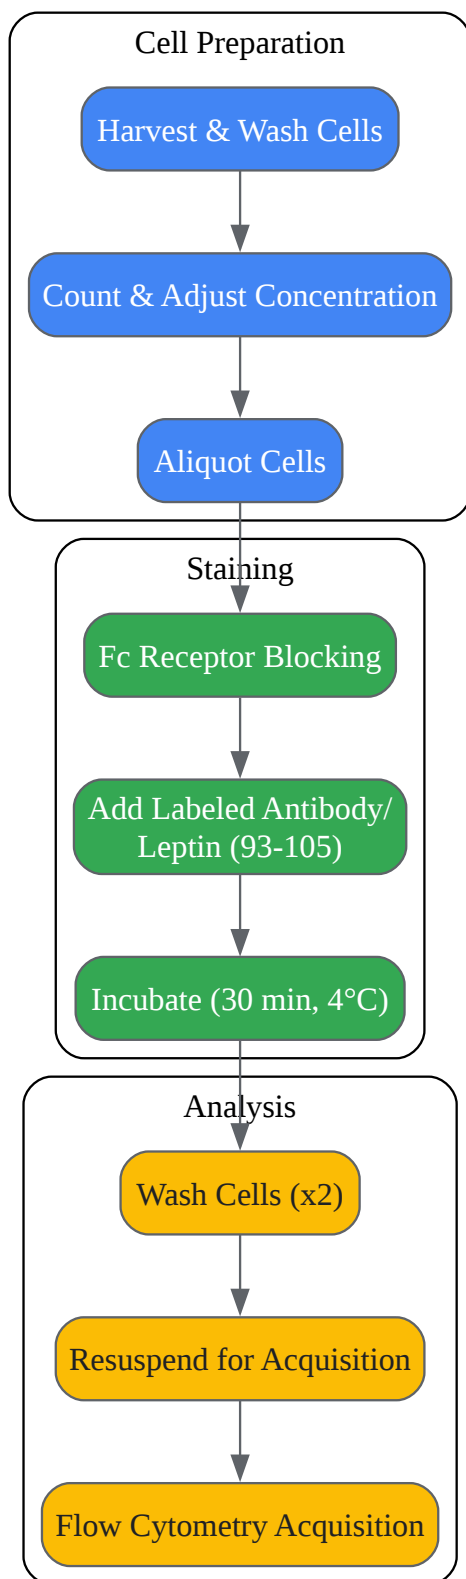 Cell Preparation
Harvest & Wash Cells
Count & Adjust Concentration
Aliquot Cells
Staining
Fc Receptor Blocking
Add Labeled Antibody/
Leptin (93-105)
Incubate (30 min, 4°C)
Analysis
Wash Cells (x2)
Resuspend for Acquisition
Flow Cytometry Acquisition